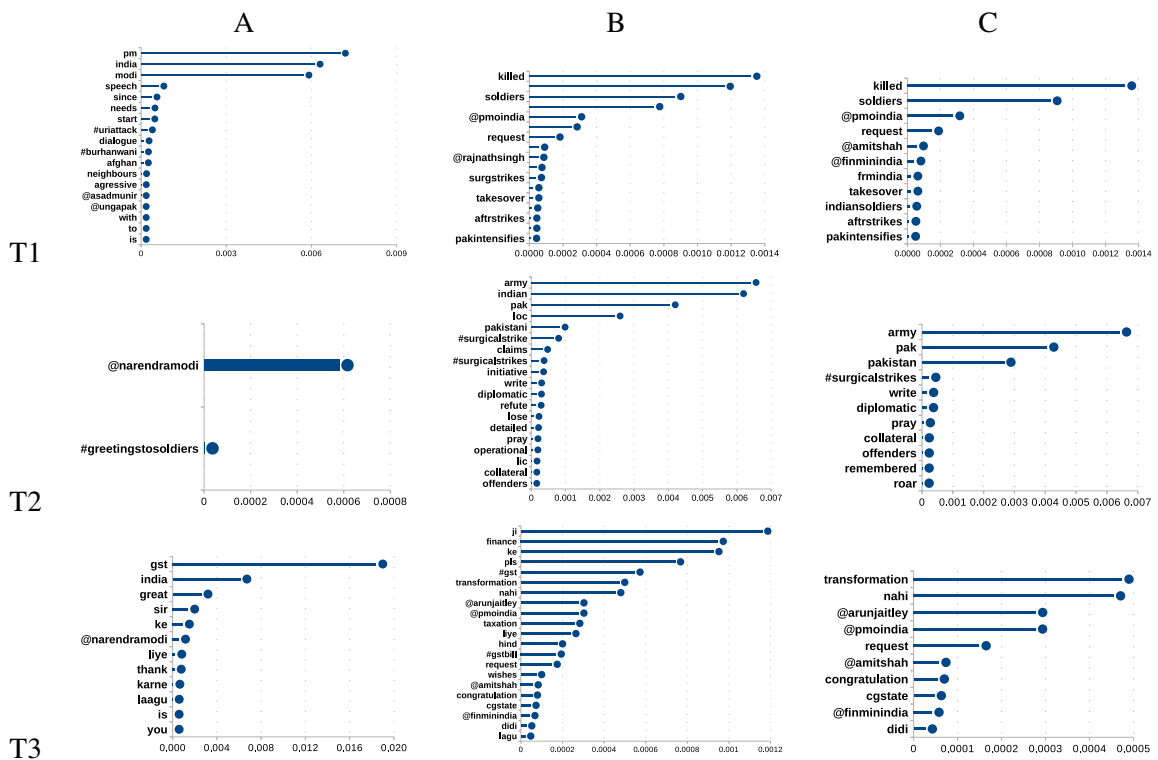 A B C
T1
pm
india
modi
speech
since
needs
start
#uriattack
dialogue
#burhanwani
afghan
neighbours
agressive
@asadmunir
@ungapak
with
to
is
0 0.003 0.006 0.009
killed
soldiers
@pmoindia
request
@rajnathsingh
surgstrikes
takeover
aftrstrikes
pakintensifies
0.0000 0.0002 0.0004 0.0006 0.0008 0.0010 0.0012 0.0014
killed
soldiers
@pmoindia
request
@amitshah
@finminindia
frmindia
takeover
indiansoldiers
aftrstrikes
pakintensifies
0.0000 0.0002 0.0004 0.0006 0.0008 0.0010 0.0012 0.0014
T2
@narendramodi
#greetingstosoldiers
0 0.0002 0.0004 0.0006 0.0008
army
indian
pak
loc
pakistani
#surgicalstrike
claims
#surgicalstrikes
initiative
write
diplomatic
refute
lose
detailed
pray
operational
lic
collateral
offenders
0 0.001 0.002 0.003 0.004 0.005 0.006 0.007
army
pak
pakistan
#surgicalstrikes
write
diplomatic
pray
collateral
offenders
remembered
roar
0 0.001 0.002 0.003 0.004 0.005 0.006 0.007
T3
gst
india
great
sir
ke
@narendramodi
liye
thank
karne
laagu
is
you
0,000 0.004 0.008 0.012 0.016 0.020
ji
finance
ke
pls
#gst
transformation
nahi
@arunjaitley
@pmoindia
taxation
liye
hind
#gstbill
request
wishes
@amitshah
congratulation
cgstate
@finminindia
didi
lagu
0 0.0002 0.0004 0.0006 0.0008 0.001 0.0012
transformation
nahi
@arunjaitley
@pmoindia
request
@amitshah
congratulation
cgstate
@finminindia
didi
0 0.0001 0.0002 0.0003 0.0004 0.0005